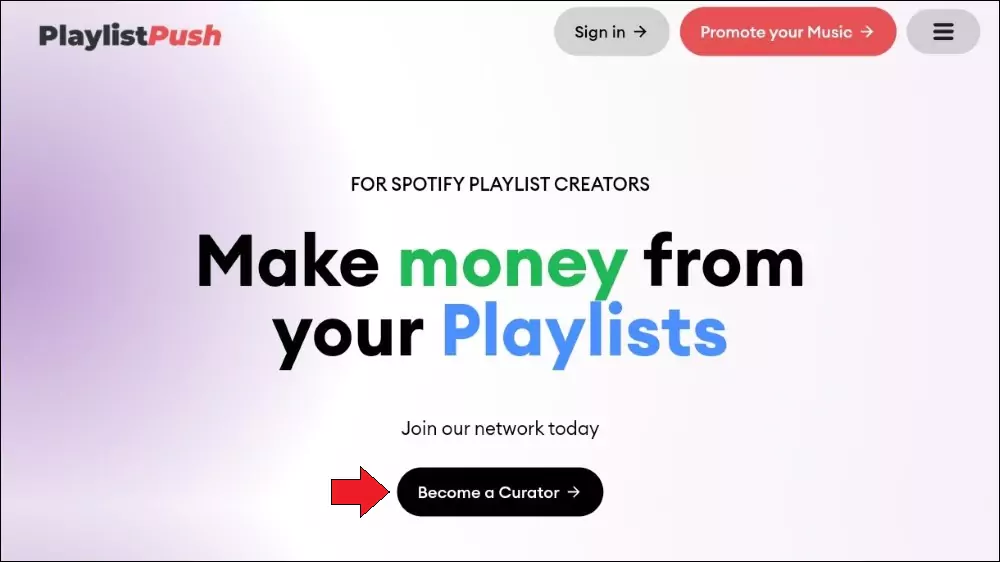 PlaylistPush
Sign in →
Promote your Music →
FOR SPOTIFY PLAYLIST CREATORS
Make money from
your Playlists
Join our network today
Become a Curator →